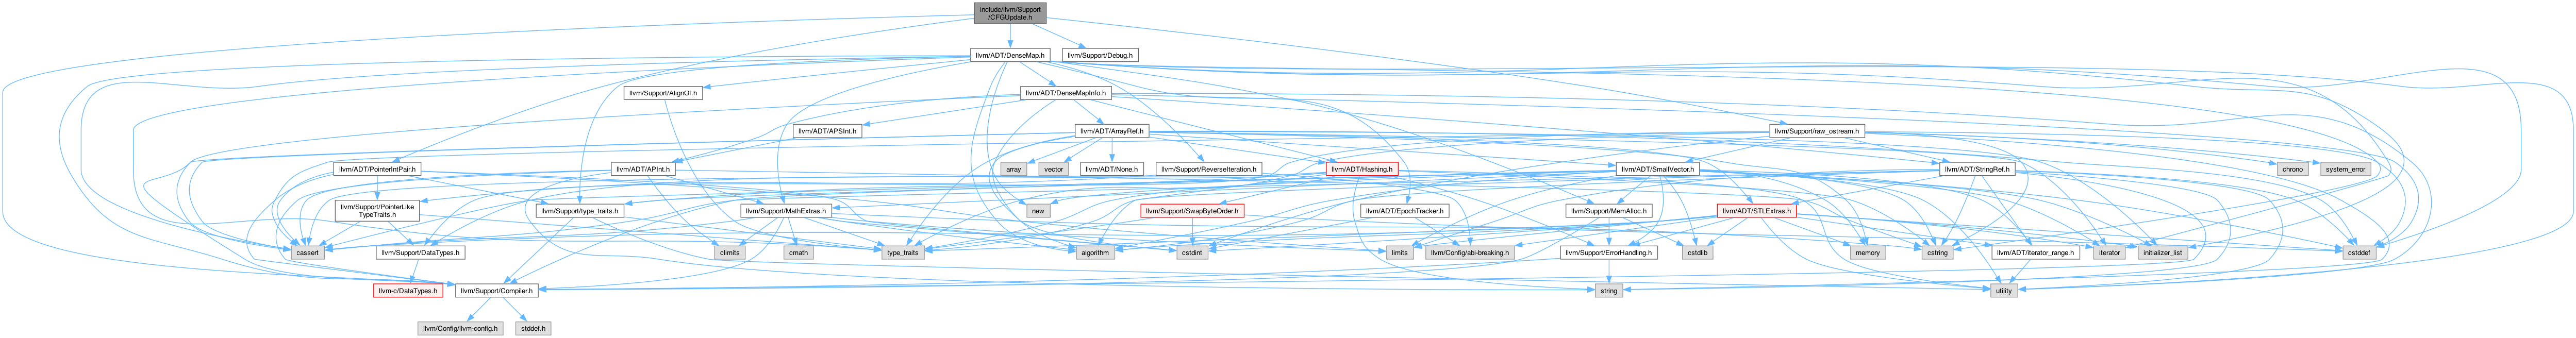 include/llvm/Support
/CFGUpdate.h
llvm/ADT/DenseMap.h
llvm/Support/Debug.h
llvm/Support/AlignOf.h
llvm/ADT/DenseMapInfo.h
llvm/ADT/APSInt.h
llvm/ADT/ArrayRef.h
llvm/Support/raw_ostream.h
llvm/ADT/PointerIntPair.h
llvm/ADT/APInt.h
array
vector
llvm/ADT/None.h
llvm/Support/ReverseIteration.h
llvm/ADT/Hashing.h
llvm/ADT/SmallVector.h
llvm/ADT/StringRef.h
chrono
system_error
llvm/Support/PointerLike
TypeTraits.h
llvm/Support/type_traits.h
llvm/Support/MathExtras.h
new
llvm/Support/SwapByteOrder.h
llvm/ADT/EpochTracker.h
llvm/Support/MemAlloc.h
llvm/ADT/STLExtras.h
cassert
llvm/Support/DataTypes.h
climits
cmath
type_traits
algorithm
cstdint
limits
llvm/Config/abi-breaking.h
cstdlib
llvm/Support/ErrorHandling.h
memory
cstring
llvm/ADT/iterator_range.h
iterator
initializer_list
cstddef
llvm-c/DataTypes.h
llvm/Support/Compiler.h
string
utility
llvm/Config/llvm-config.h
stddef.h